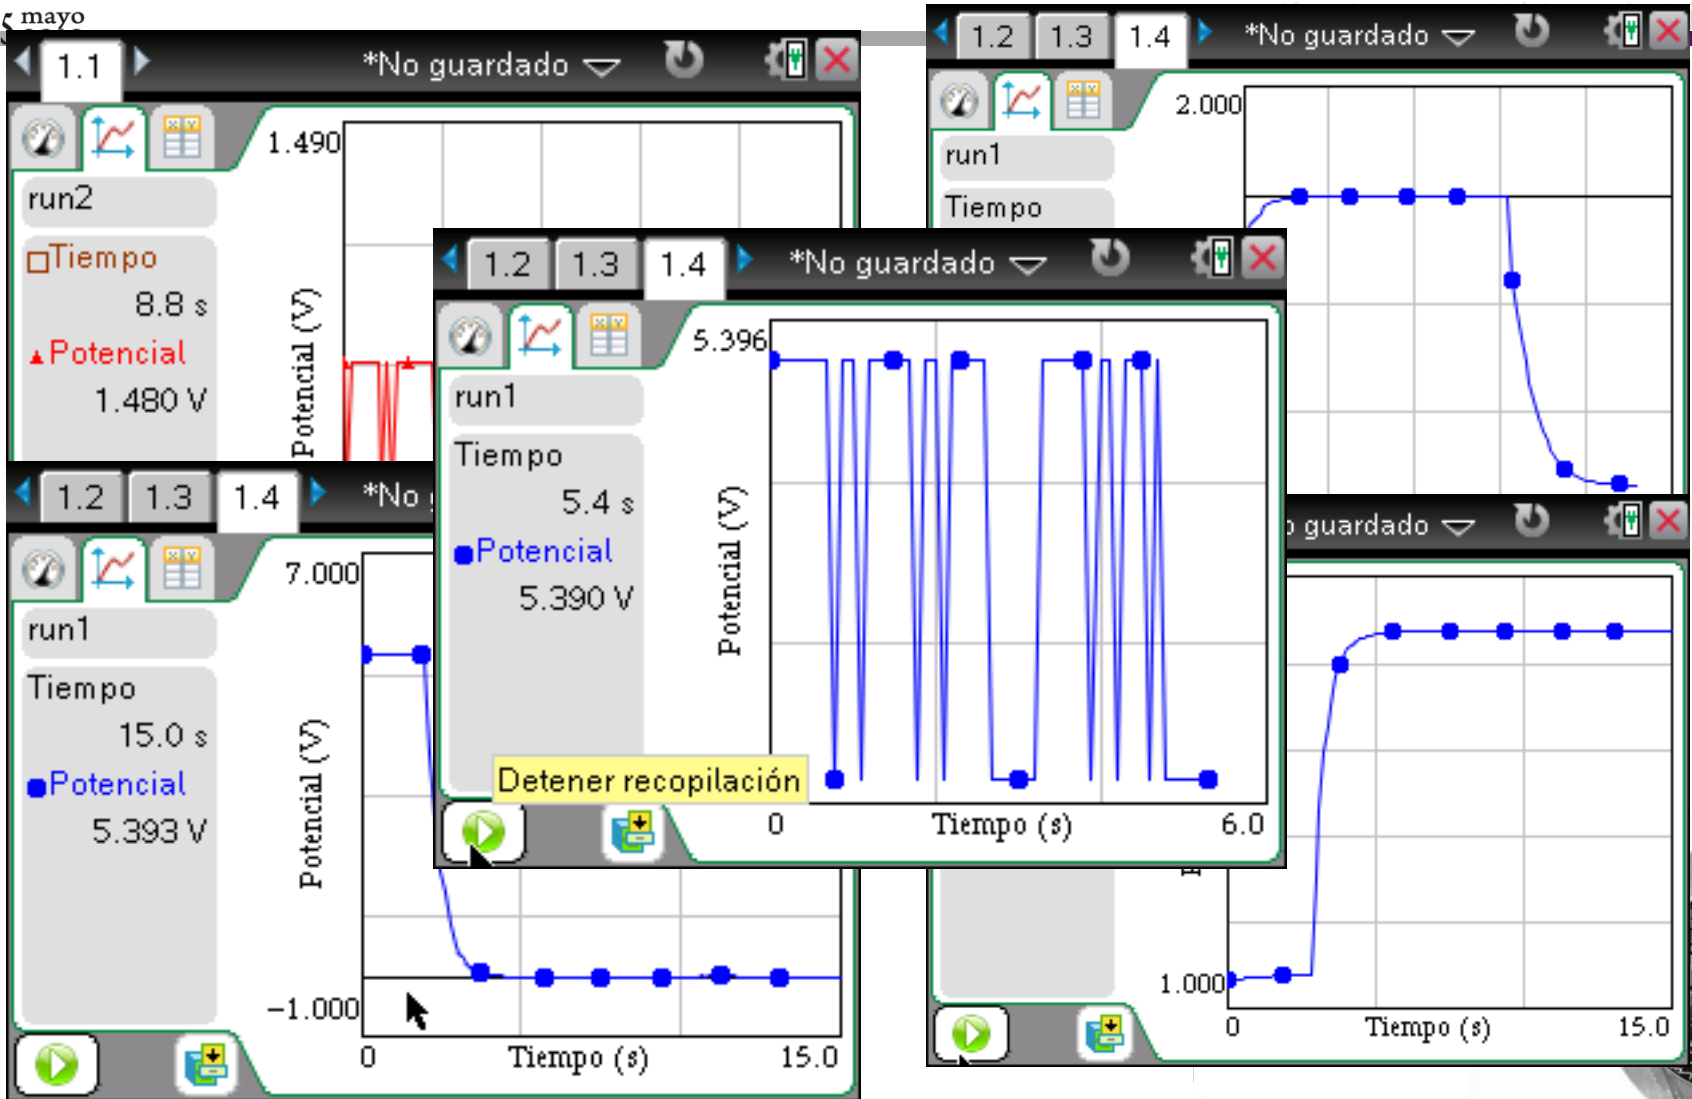 5 mayo
1.1
*No guardado
1.490
run2
Tiempo
8.8 s
Potencial
1.480 V
Potencial (V)
1.2 1.3 1.4 *No guardado
2.000
run1
Tiempo
1.2 1.3 1.4 *No guardado
5.396
run1
Tiempo
5.4 s
Potencial
5.390 V
Potencial (V)
Detener recopilación
0 Tiempo (s) 6.0
1.2 1.3 1.4 *No
7.000
run1
Tiempo
15.0 s
Potencial
5.393 V
Potencial (V)
-1.000
0 Tiempo (s) 15.0
guardado
1.000
0 Tiempo (s) 15.0